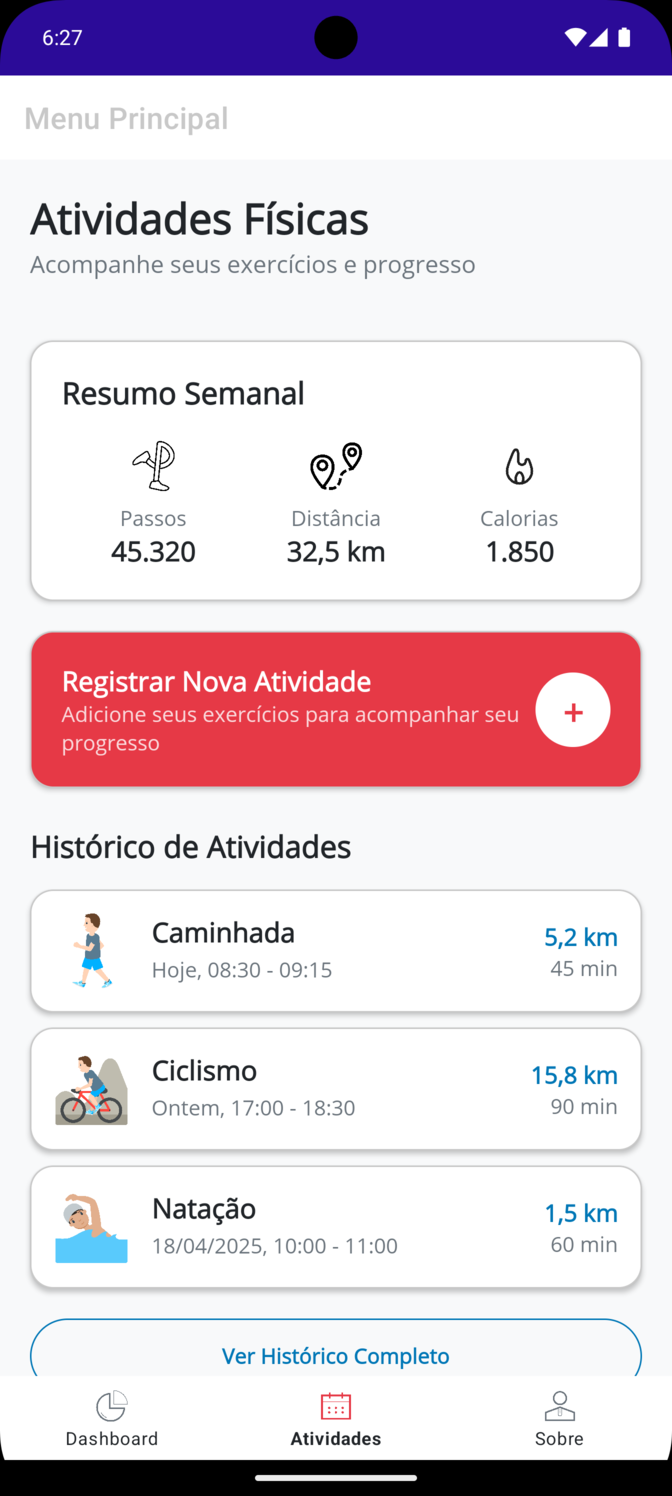 6:27
Menu Principal
Atividades Físicas
Acompanhe seus exercícios e progresso
Resumo Semanal
Passos
45.320
Distância
32,5 km
Calorias
1.850
Registrar Nova Atividade
Adicione seus exercícios para acompanhar seu
progresso
+
Histórico de Atividades
Caminhada
Hoje, 08:30 - 09:15
5,2 km
45 min
Ciclismo
Ontem, 17:00 - 18:30
15,8 km
90 min
Natação
18/04/2025, 10:00 - 11:00
1,5 km
60 min
Ver Histórico Completo
Dashboard
Atividades
Sobre